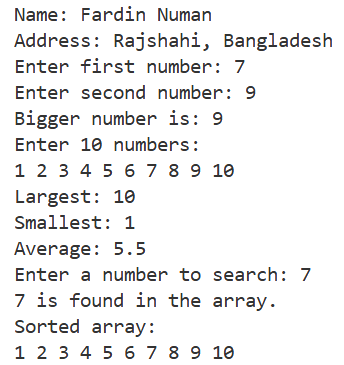 Name: Fardin Numan
Address: Rajshahi, Bangladesh
Enter first number: 7
Enter second number: 9
Bigger number is: 9
Enter 10 numbers:
1 2 3 4 5 6 7 8 9 10
Largest: 10
Smallest: 1
Average: 5.5
Enter a number to search: 7
7 is found in the array.
Sorted array:
1 2 3 4 5 6 7 8 9 10